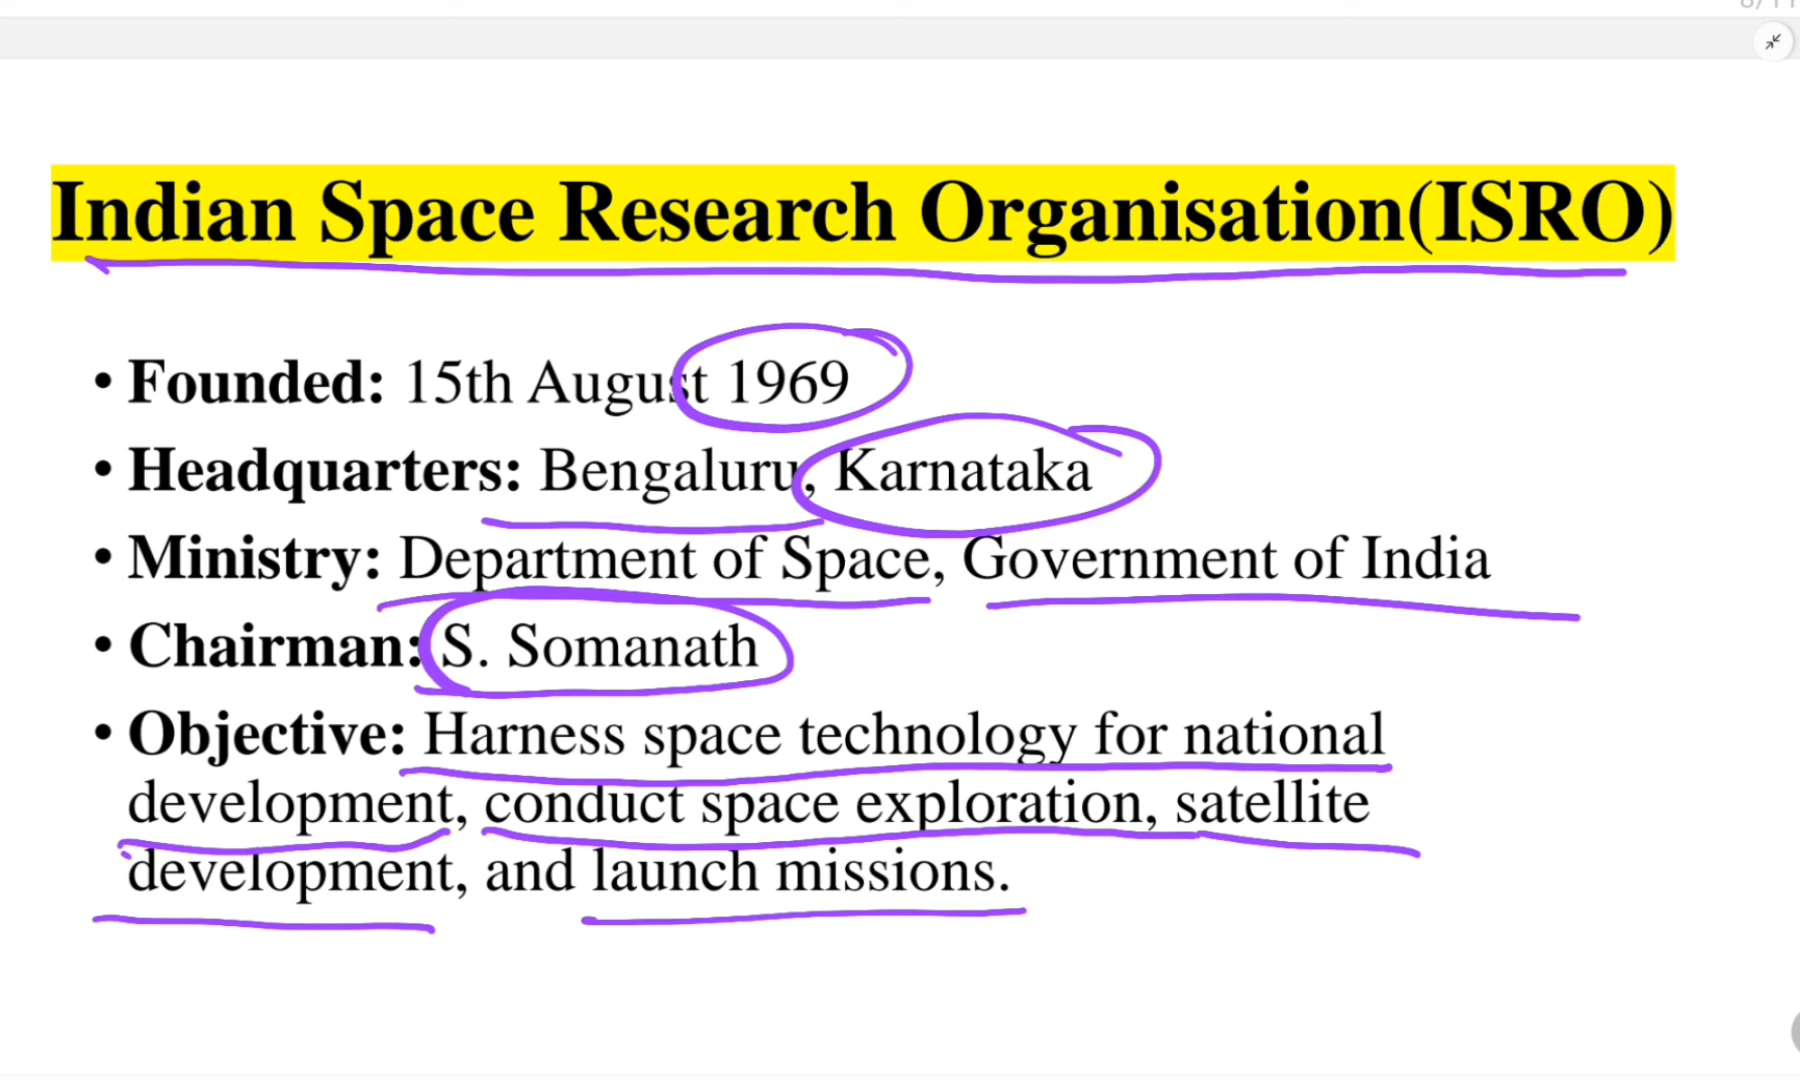 Indian Space Research Organisation(ISRO)
• Founded: 15th August 1969
• Headquarters: Bengaluru, Karnataka
• Ministry: Department of Space, Government of India
• Chairman: S. Somanath
• Objective: Harness space technology for national
development, conduct space exploration, satellite
development, and launch missions.